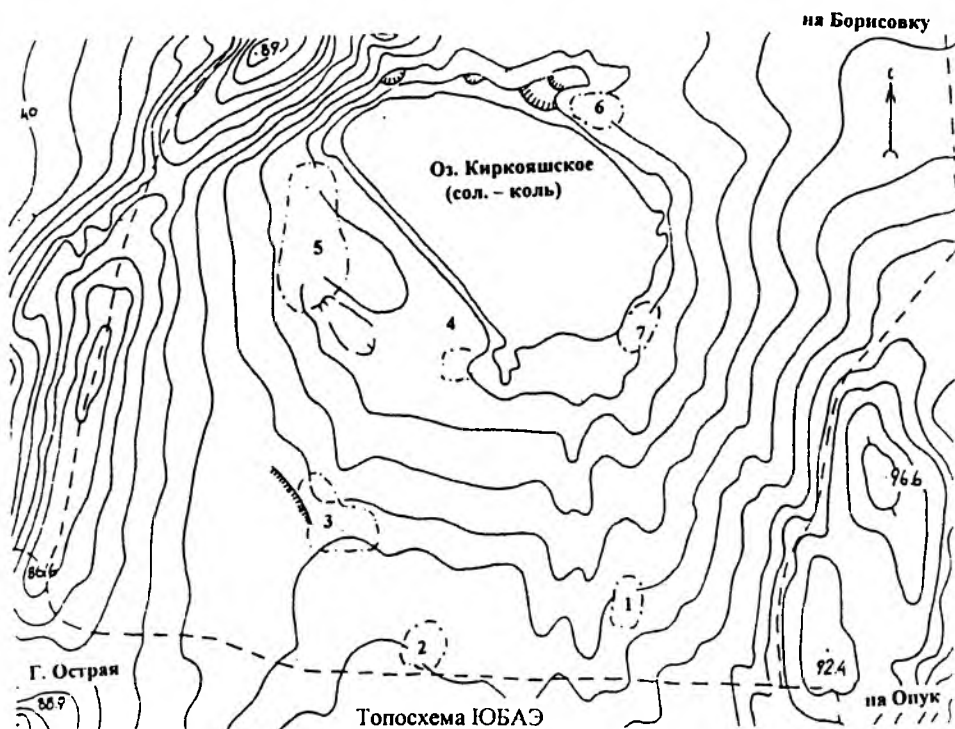 на Борисовку
.89.
с
40
6
Оз. Киркояшское
(сол. – коль)
5
4
7
.96.6
3
86.6
1
2
Г. Острая
92.4
88.9
на Опук
Топосхема ЮБАЭ